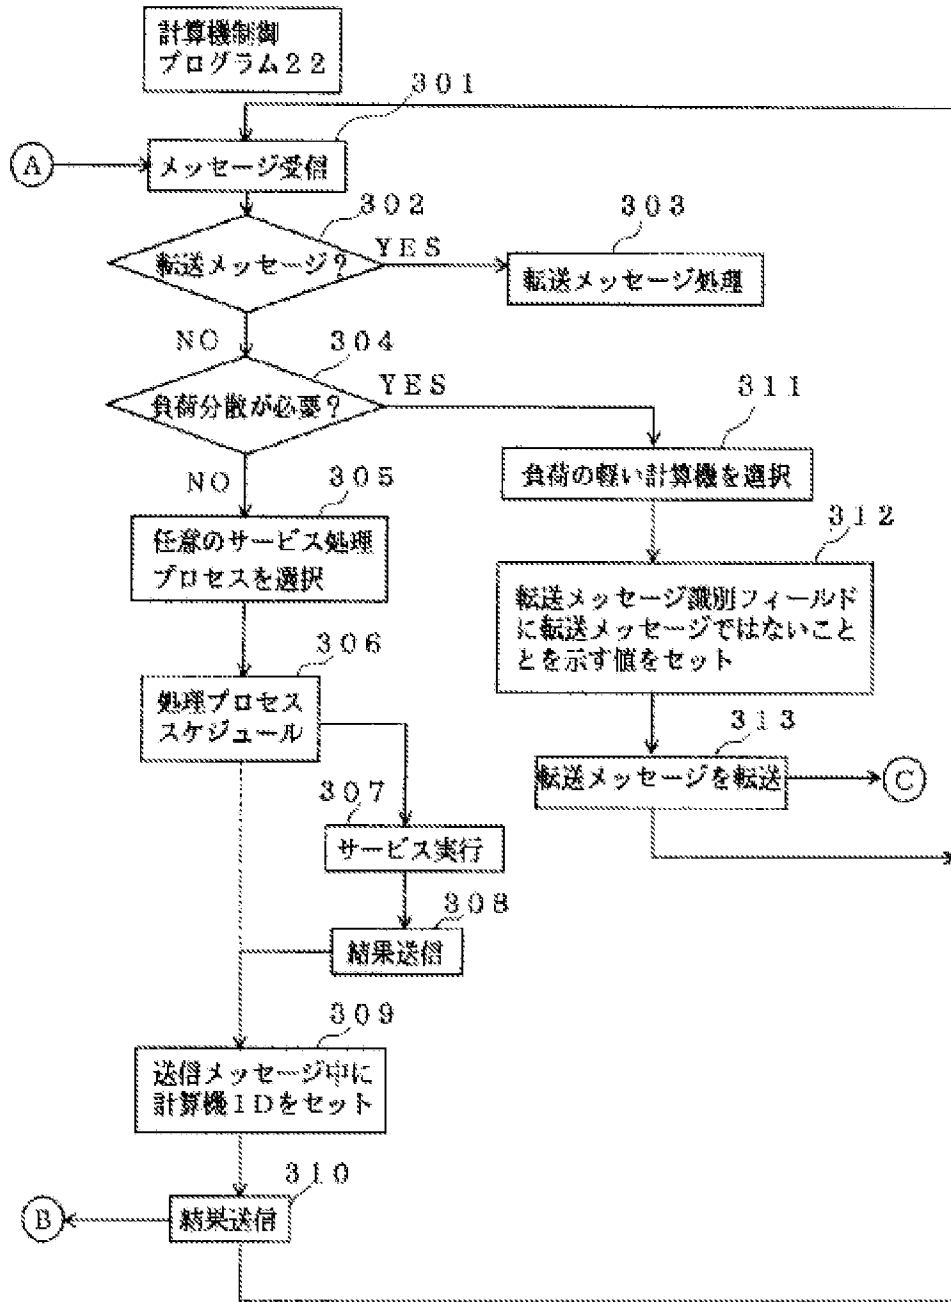 計算機制御
プログラム22
301
A
メッセージ受信
302
転送メッセージ?
YES
303
転送メッセージ処理
NO
304
負荷分散が必要?
YES
311
負荷の軽い計算機を選択
NO
305
任意のサービス処理
プロセスを選択
312
転送メッセージ識別フィールド
に転送メッセージではないこと
とを示す値をセット
306
処理プロセス
スケジュール
313
転送メッセージを転送
C
307
サービス実行
308
結果送信
309
送信メッセージ中に
計算機IDをセット
310
B
結果送信